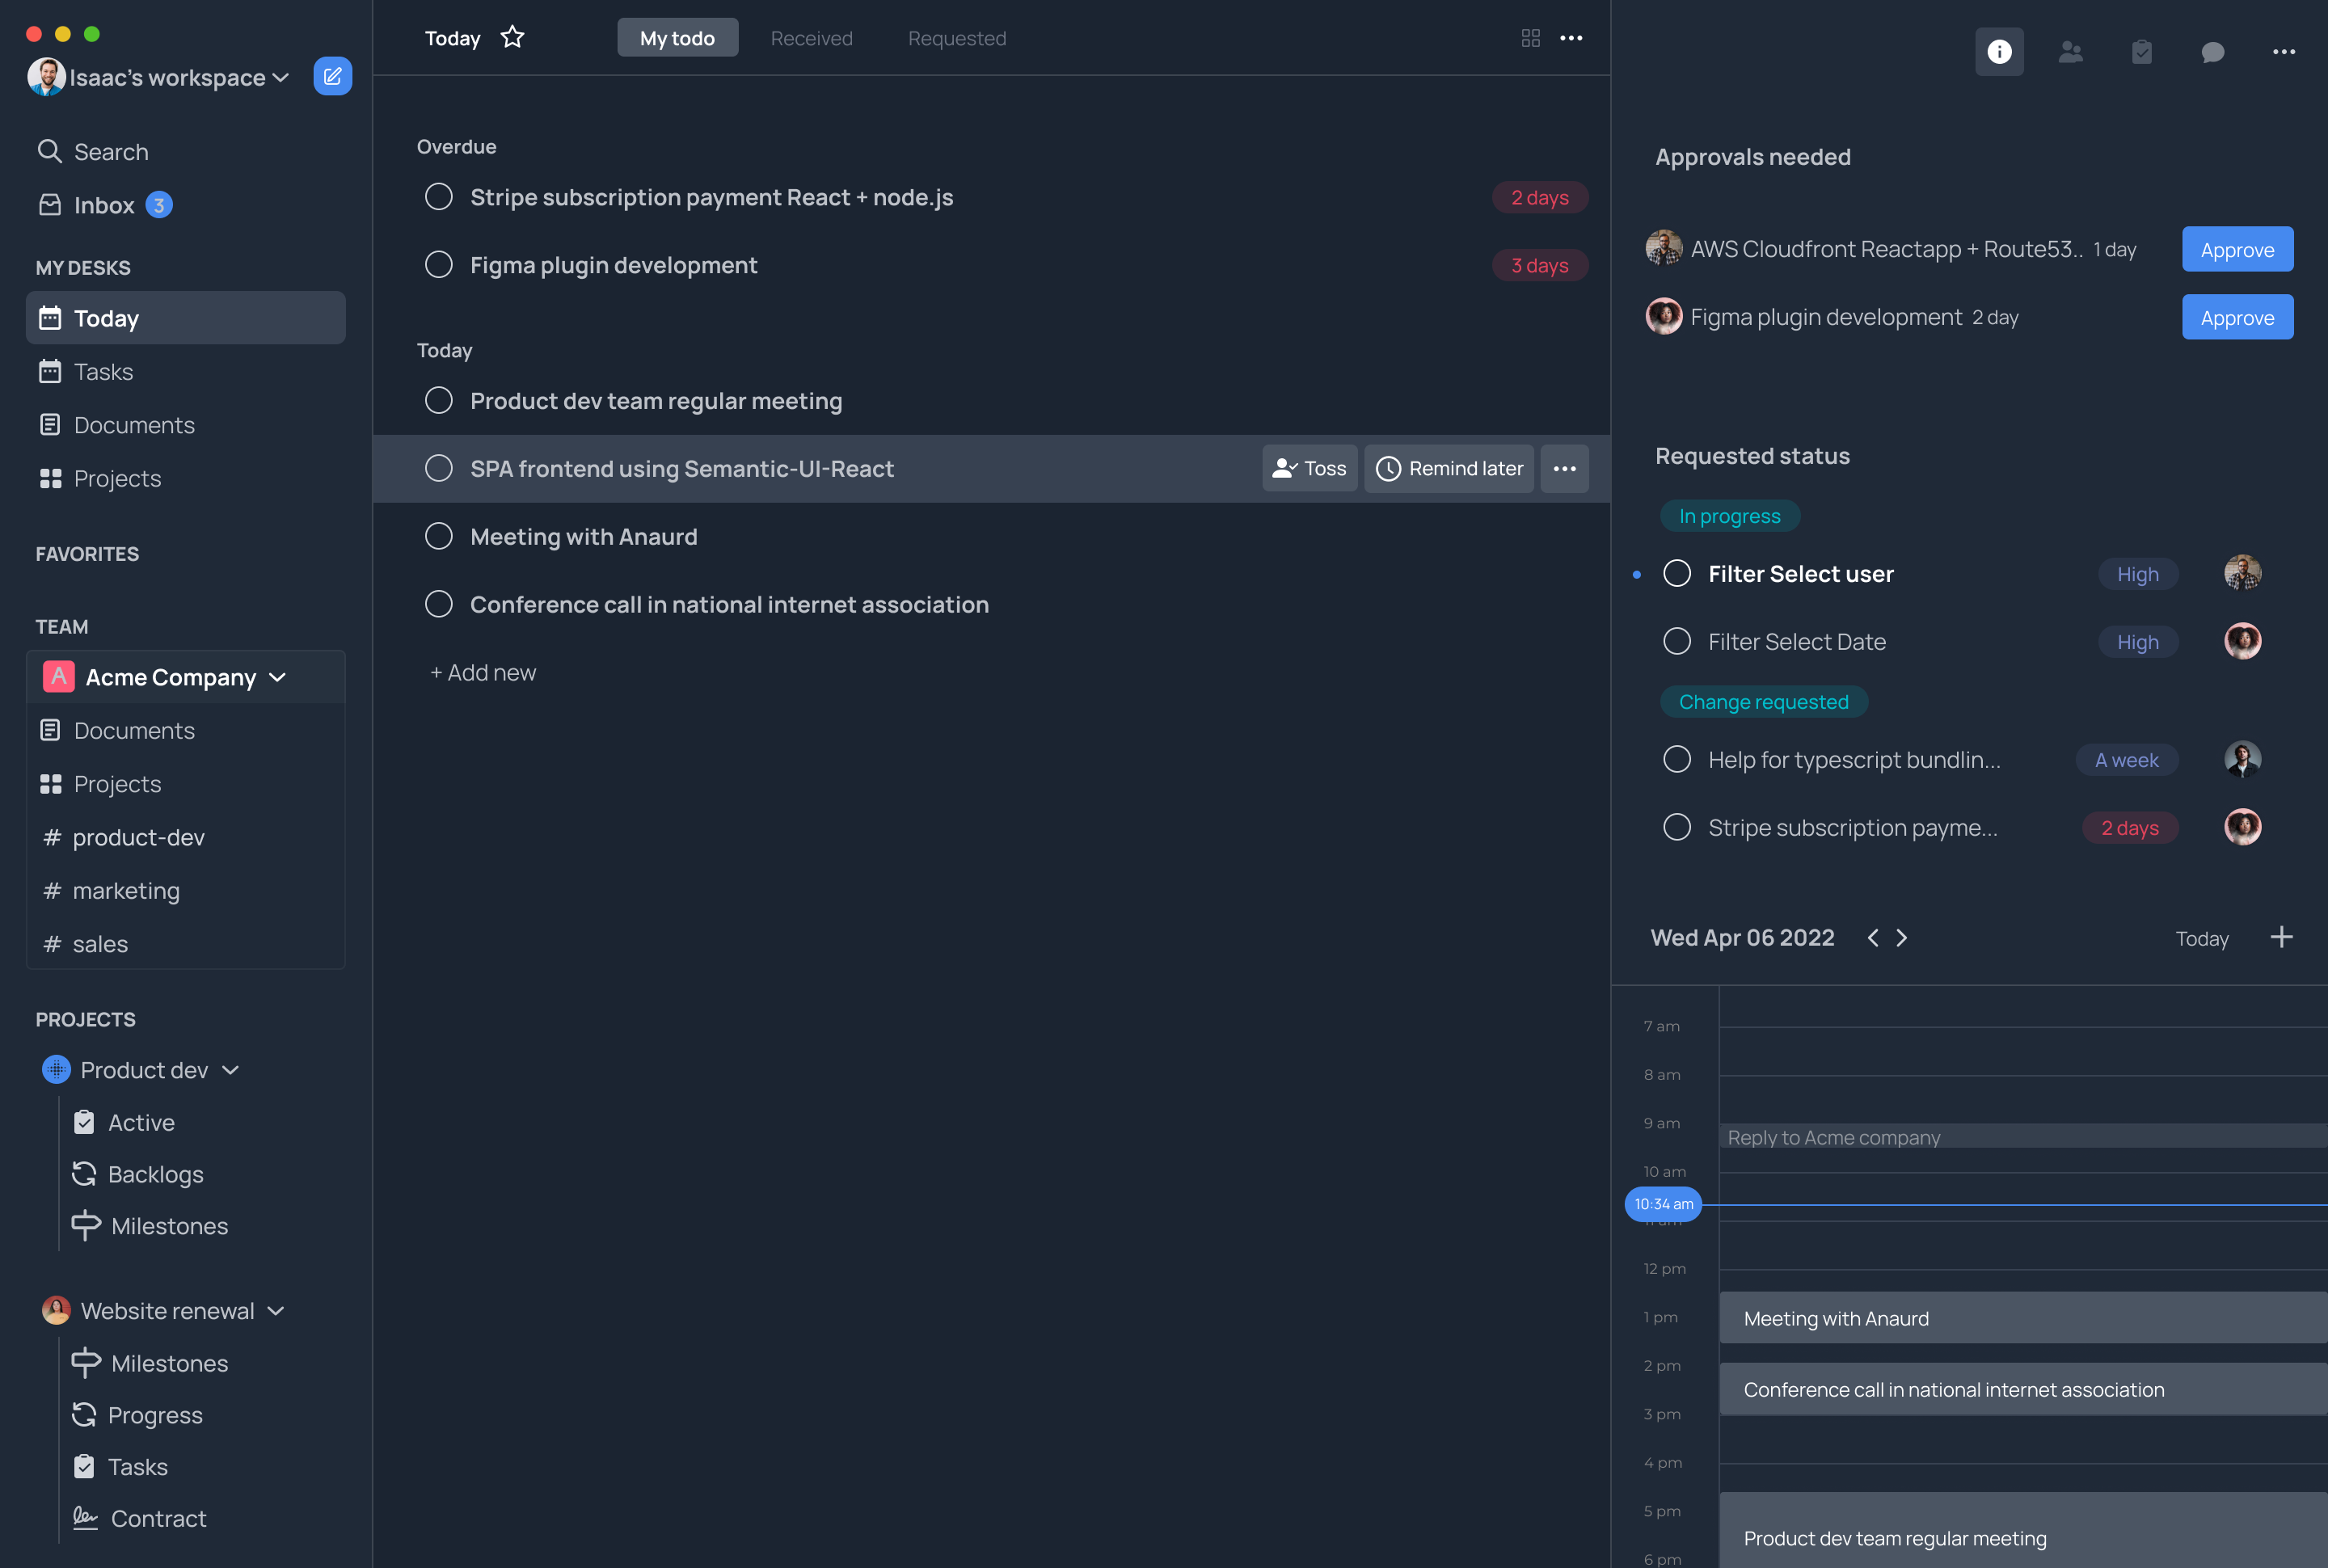 Isaac's workspace
Search
Inbox 3
MY DESKS
Today
Tasks
Documents
Projects
FAVORITES
TEAM
A Acme Company
Documents
Projects
# product-dev
# marketing
# sales
PROJECTS
Product dev
Active
Backlogs
Milestones
Website renewal
Milestones
Progress
Tasks
Contract
Today My todo Received Requested
Overdue
Stripe subscription payment React + node.js 2 days
Figma plugin development 3 days
Today
Product dev team regular meeting
SPA frontend using Semantic-UI-React Toss Remind later
Meeting with Anaurd
Conference call in national internet association
+ Add new
Approvals needed
AWS Cloudfront Reactapp + Route53.. 1 day Approve
Figma plugin development 2 day Approve
Requested status
In progress
Filter Select user High
Filter Select Date High
Change requested
Help for typescript bundlin... A week
Stripe subscription payme... 2 days
Wed Apr 06 2022 < > Today +
7 am
8 am
9 am
Reply to Acme company
10 am
10:34 am
12 pm
1 pm Meeting with Anaurd
2 pm
Conference call in national internet association
3 pm
4 pm
5 pm
Product dev team regular meeting
6 pm